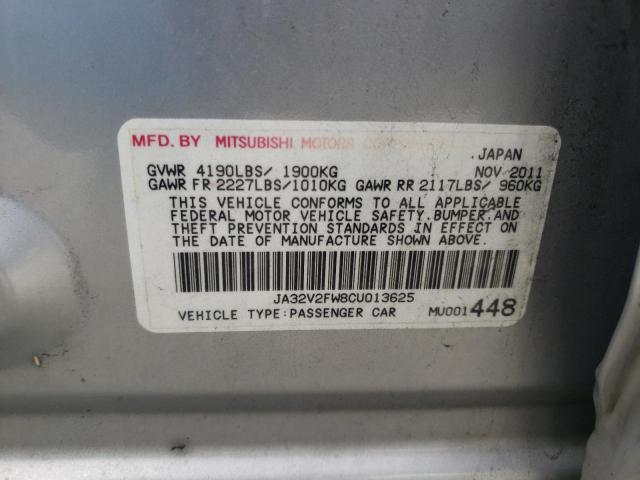 MFD. BY MITSUBISHI MOTORS CORPORATION
JAPAN
GVWR 4190LBS/ 1900KG NOV 2011
GAWR FR 2227LBS/1010KG GAWR RR 2117LBS/ 960KG
THIS VEHICLE CONFORMS TO ALL APPLICABLE
FEDERAL MOTOR VEHICLE SAFETY, BUMPER, AND
THEFT PREVENTION STANDARDS IN EFFECT ON
THE DATE OF MANUFACTURE SHOWN ABOVE.
JA32V2FW8CU013625
VEHICLE TYPE:PASSENGER CAR MU001448